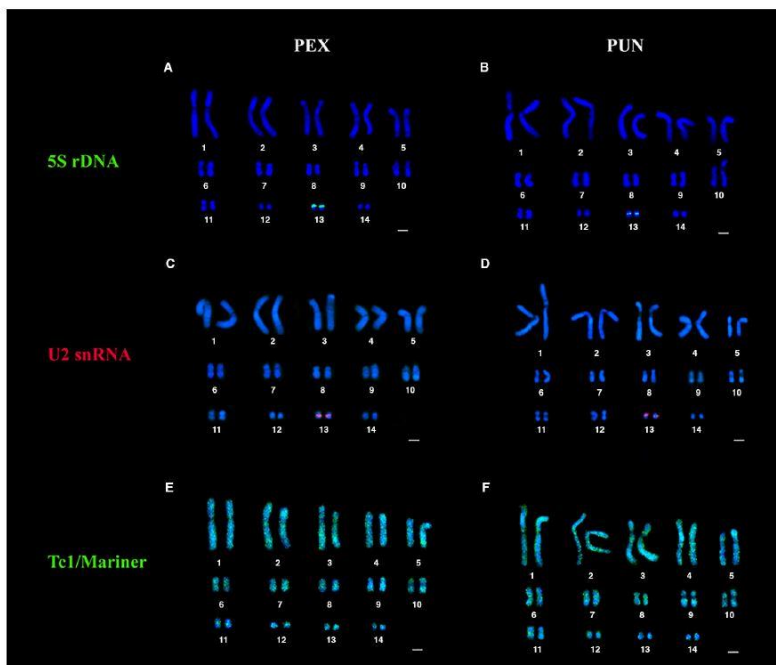 PEX PUN
A B
5S rDNA
1 2 3 4 5 1 2 3 4 5
6 7 8 9 10 6 7 8 9 10
11 12 13 14 11 12 13 14
C D
U2 snRNA
1 2 3 4 5 1 2 3 4 5
6 7 8 9 10 6 7 8 9 10
11 12 13 14 11 12 13 14
E F
Tc1/Mariner
1 2 3 4 5 1 2 3 4 5
6 7 8 9 10 6 7 8 9 10
11 12 13 14 11 12 13 14